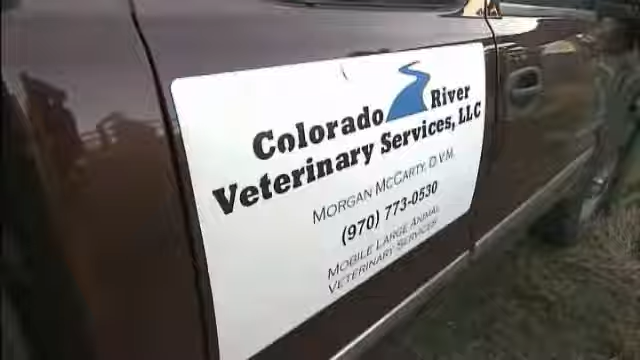 Colorado River
Veterinary Services, LLC
MORGAN MCCARTY, D.V.M.
(970) 773-0530
MOBILE LARGE ANIMAL
VETERINARY SERVICES